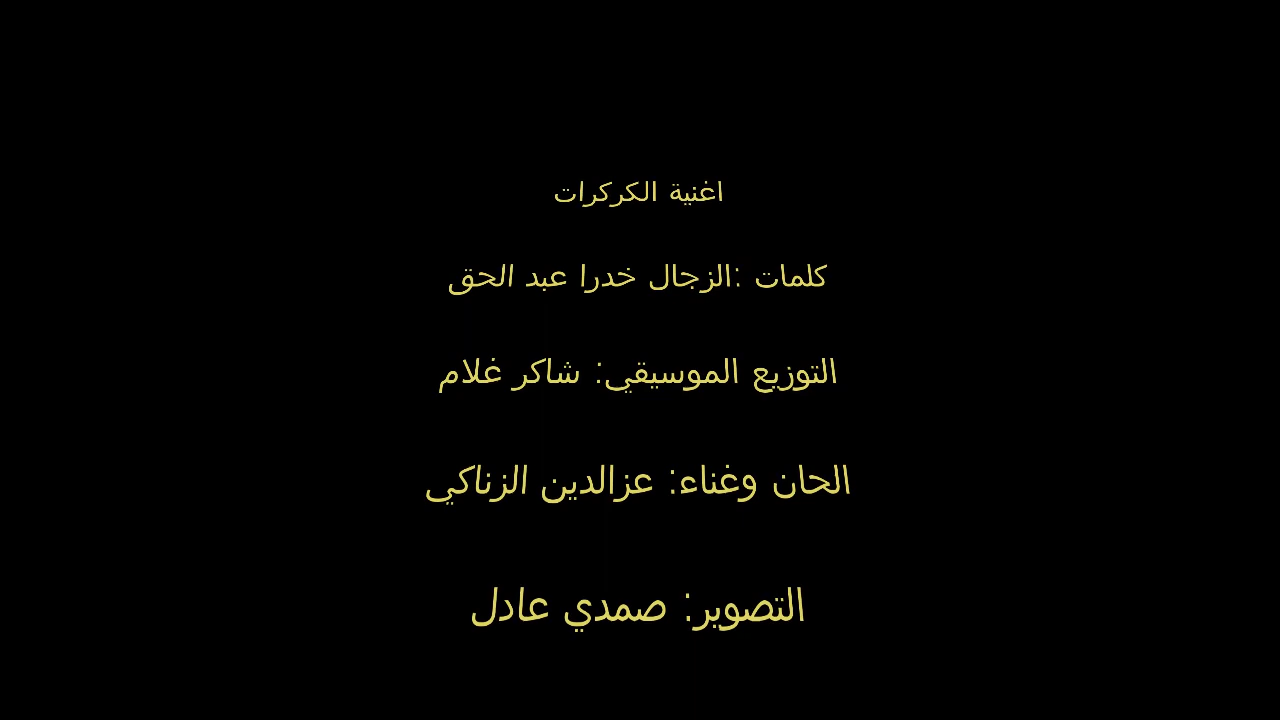 اغنية الكركرات
كلمات :الزجال خدرا عبد الحق
التوزيع الموسيقي: شاكر غلام
الحان وغناء: عزالدين الزناكي
التصوير: صمدي عادل